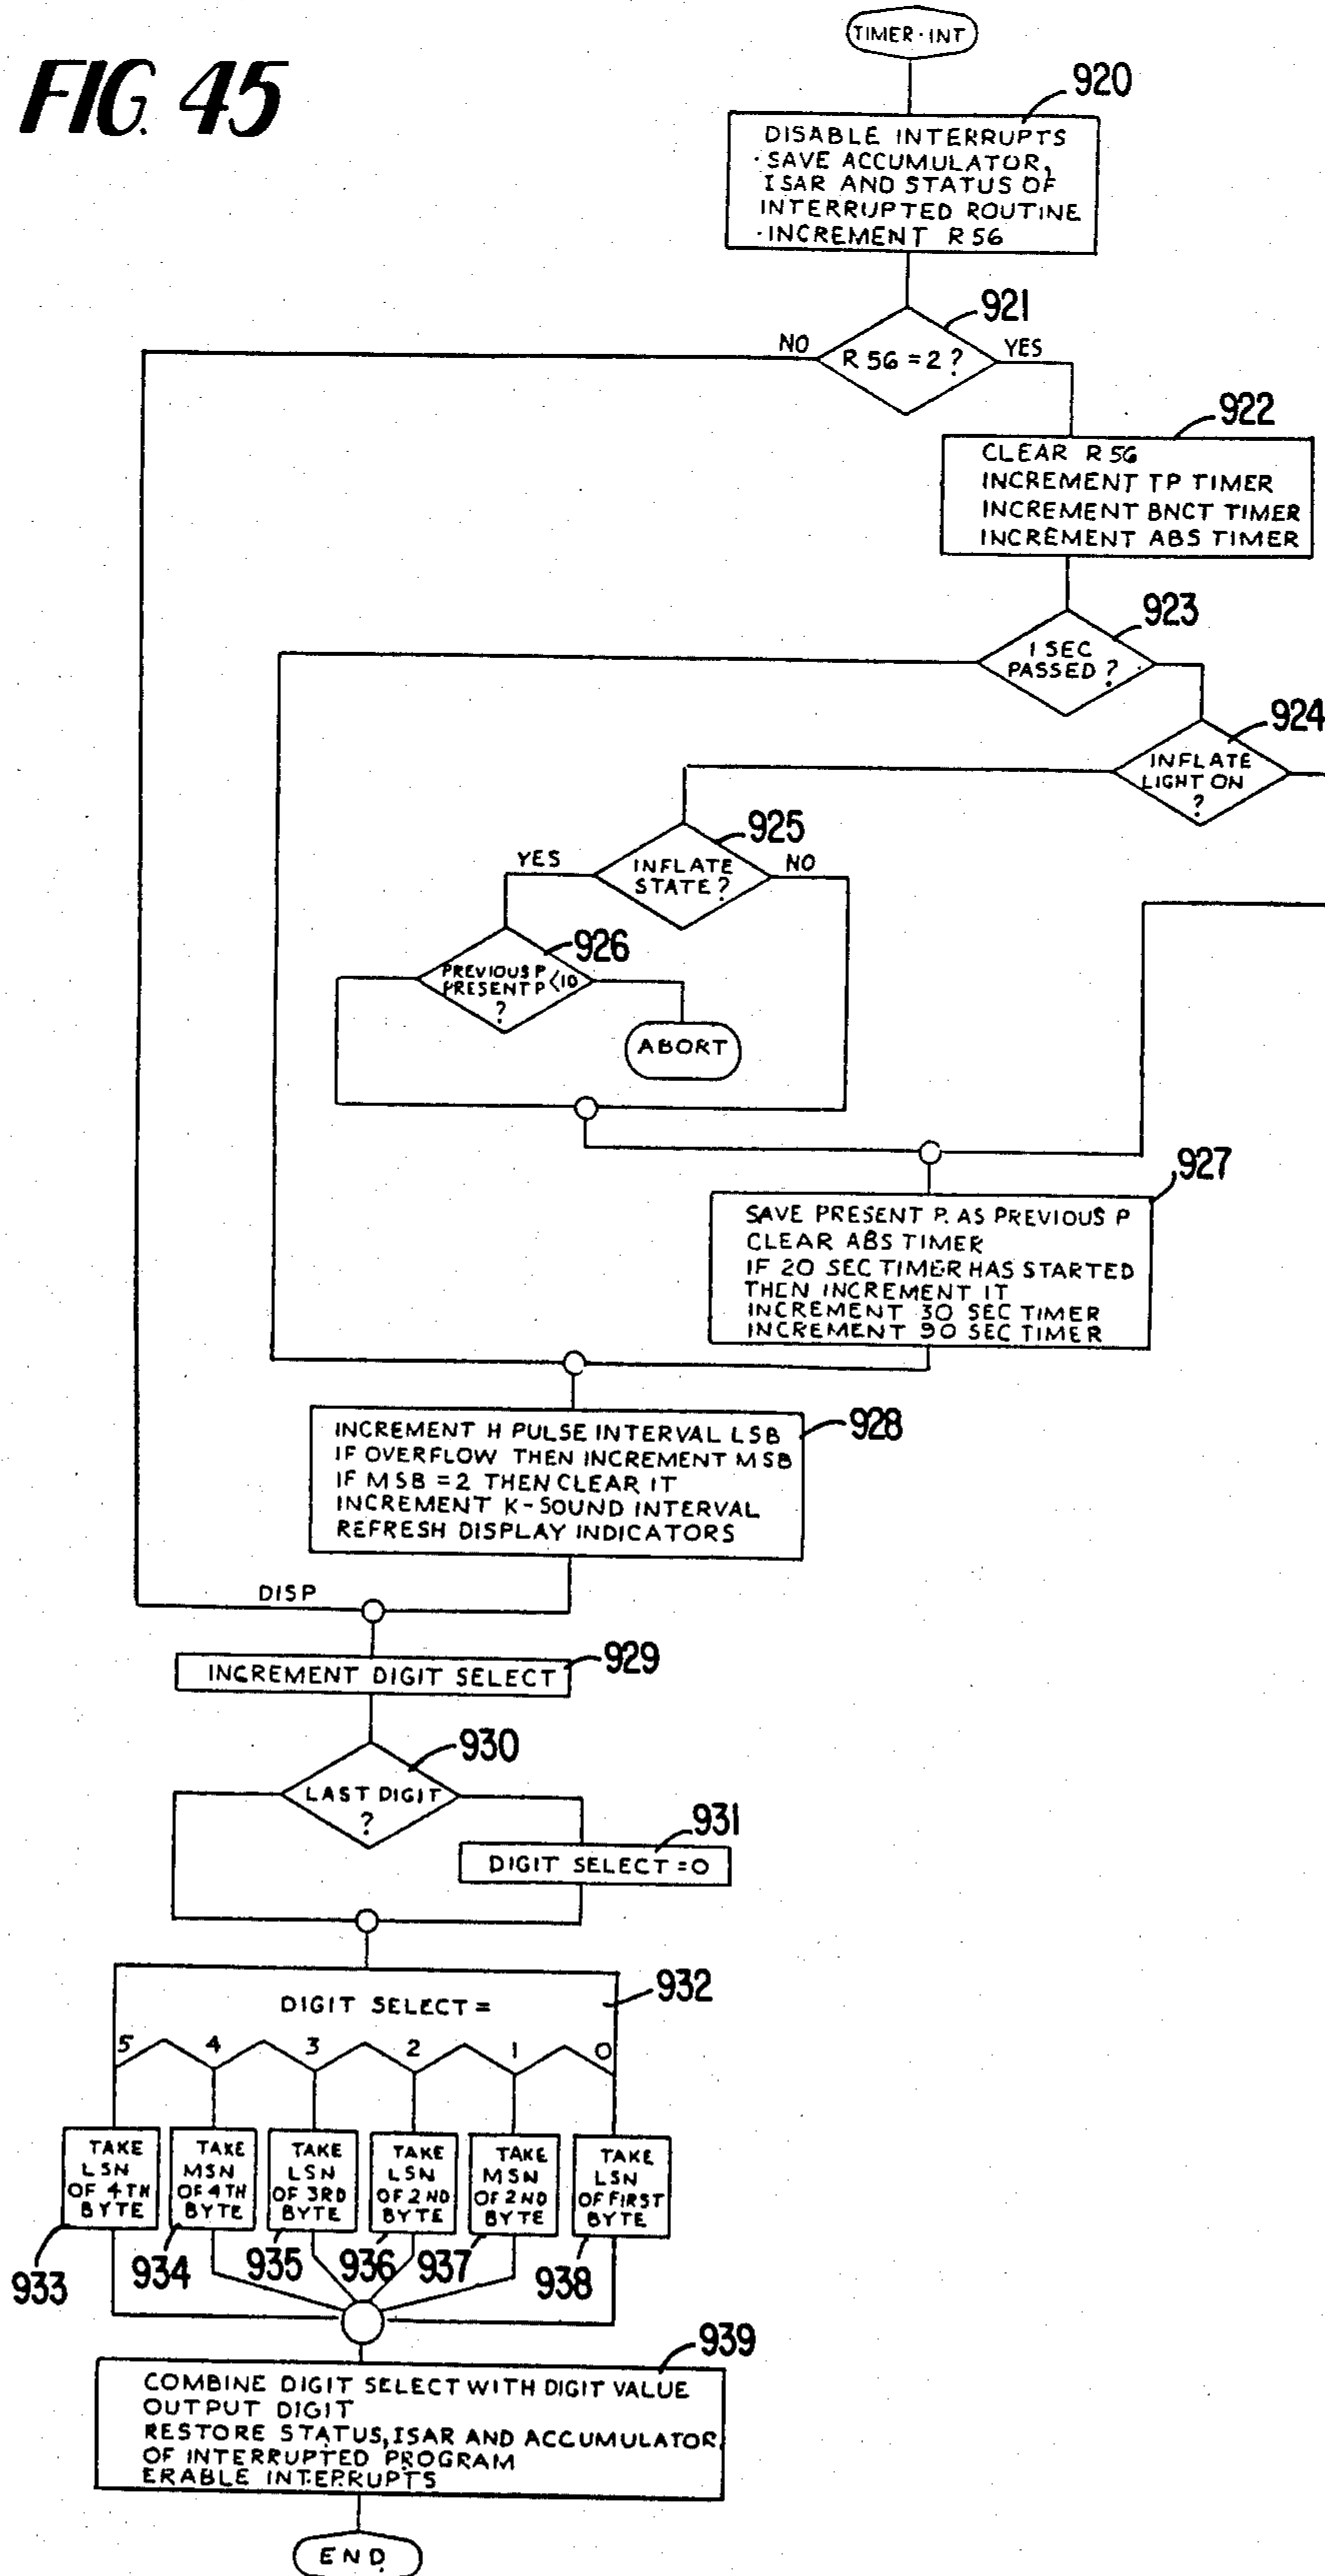 FIG. 45
TIMER·INT
920
DISABLE INTERRUPTS
·SAVE ACCUMULATOR,
ISAR AND STATUS OF
INTERRUPTED ROUTINE
·INCREMENT R56
921
NO
R 56 = 2 ?
YES
922
CLEAR R56
INCREMENT TP TIMER
INCREMENT BNCT TIMER
INCREMENT ABS TIMER
923
1 SEC
PASSED ?
924
INFLATE
LIGHT ON
?
925
YES
INFLATE
STATE ?
NO
926
PREVIOUS P
PRESENT P <10
?
ABORT
927
SAVE PRESENT P. AS PREVIOUS P
CLEAR ABS TIMER
IF 20 SEC TIMER HAS STARTED
THEN INCREMENT IT
INCREMENT 30 SEC TIMER
INCREMENT 90 SEC TIMER
928
INCREMENT H PULSE INTERVAL LSB
IF OVERFLOW THEN INCREMENT MSB
IF MSB = 2 THEN CLEAR IT
INCREMENT K-SOUND INTERVAL
REFRESH DISPLAY INDICATORS
DISP
929
INCREMENT DIGIT SELECT
930
LAST DIGIT
?
931
DIGIT SELECT =0
932
DIGIT SELECT =
5 4 3 2 1 0
TAKE
LSN
OF 4TH
BYTE
TAKE
MSN
OF 4TH
BYTE
TAKE
LSN
OF 3RD
BYTE
TAKE
LSN
OF 2ND
BYTE
TAKE
MSN
OF 2ND
BYTE
TAKE
LSN
OF FIRST
BYTE
933 934 935 936 937 938
939
COMBINE DIGIT SELECT WITH DIGIT VALUE
OUTPUT DIGIT
RESTORE STATUS, ISAR AND ACCUMULATOR
OF INTERRUPTED PROGRAM
ERABLE INTERRUPTS
END